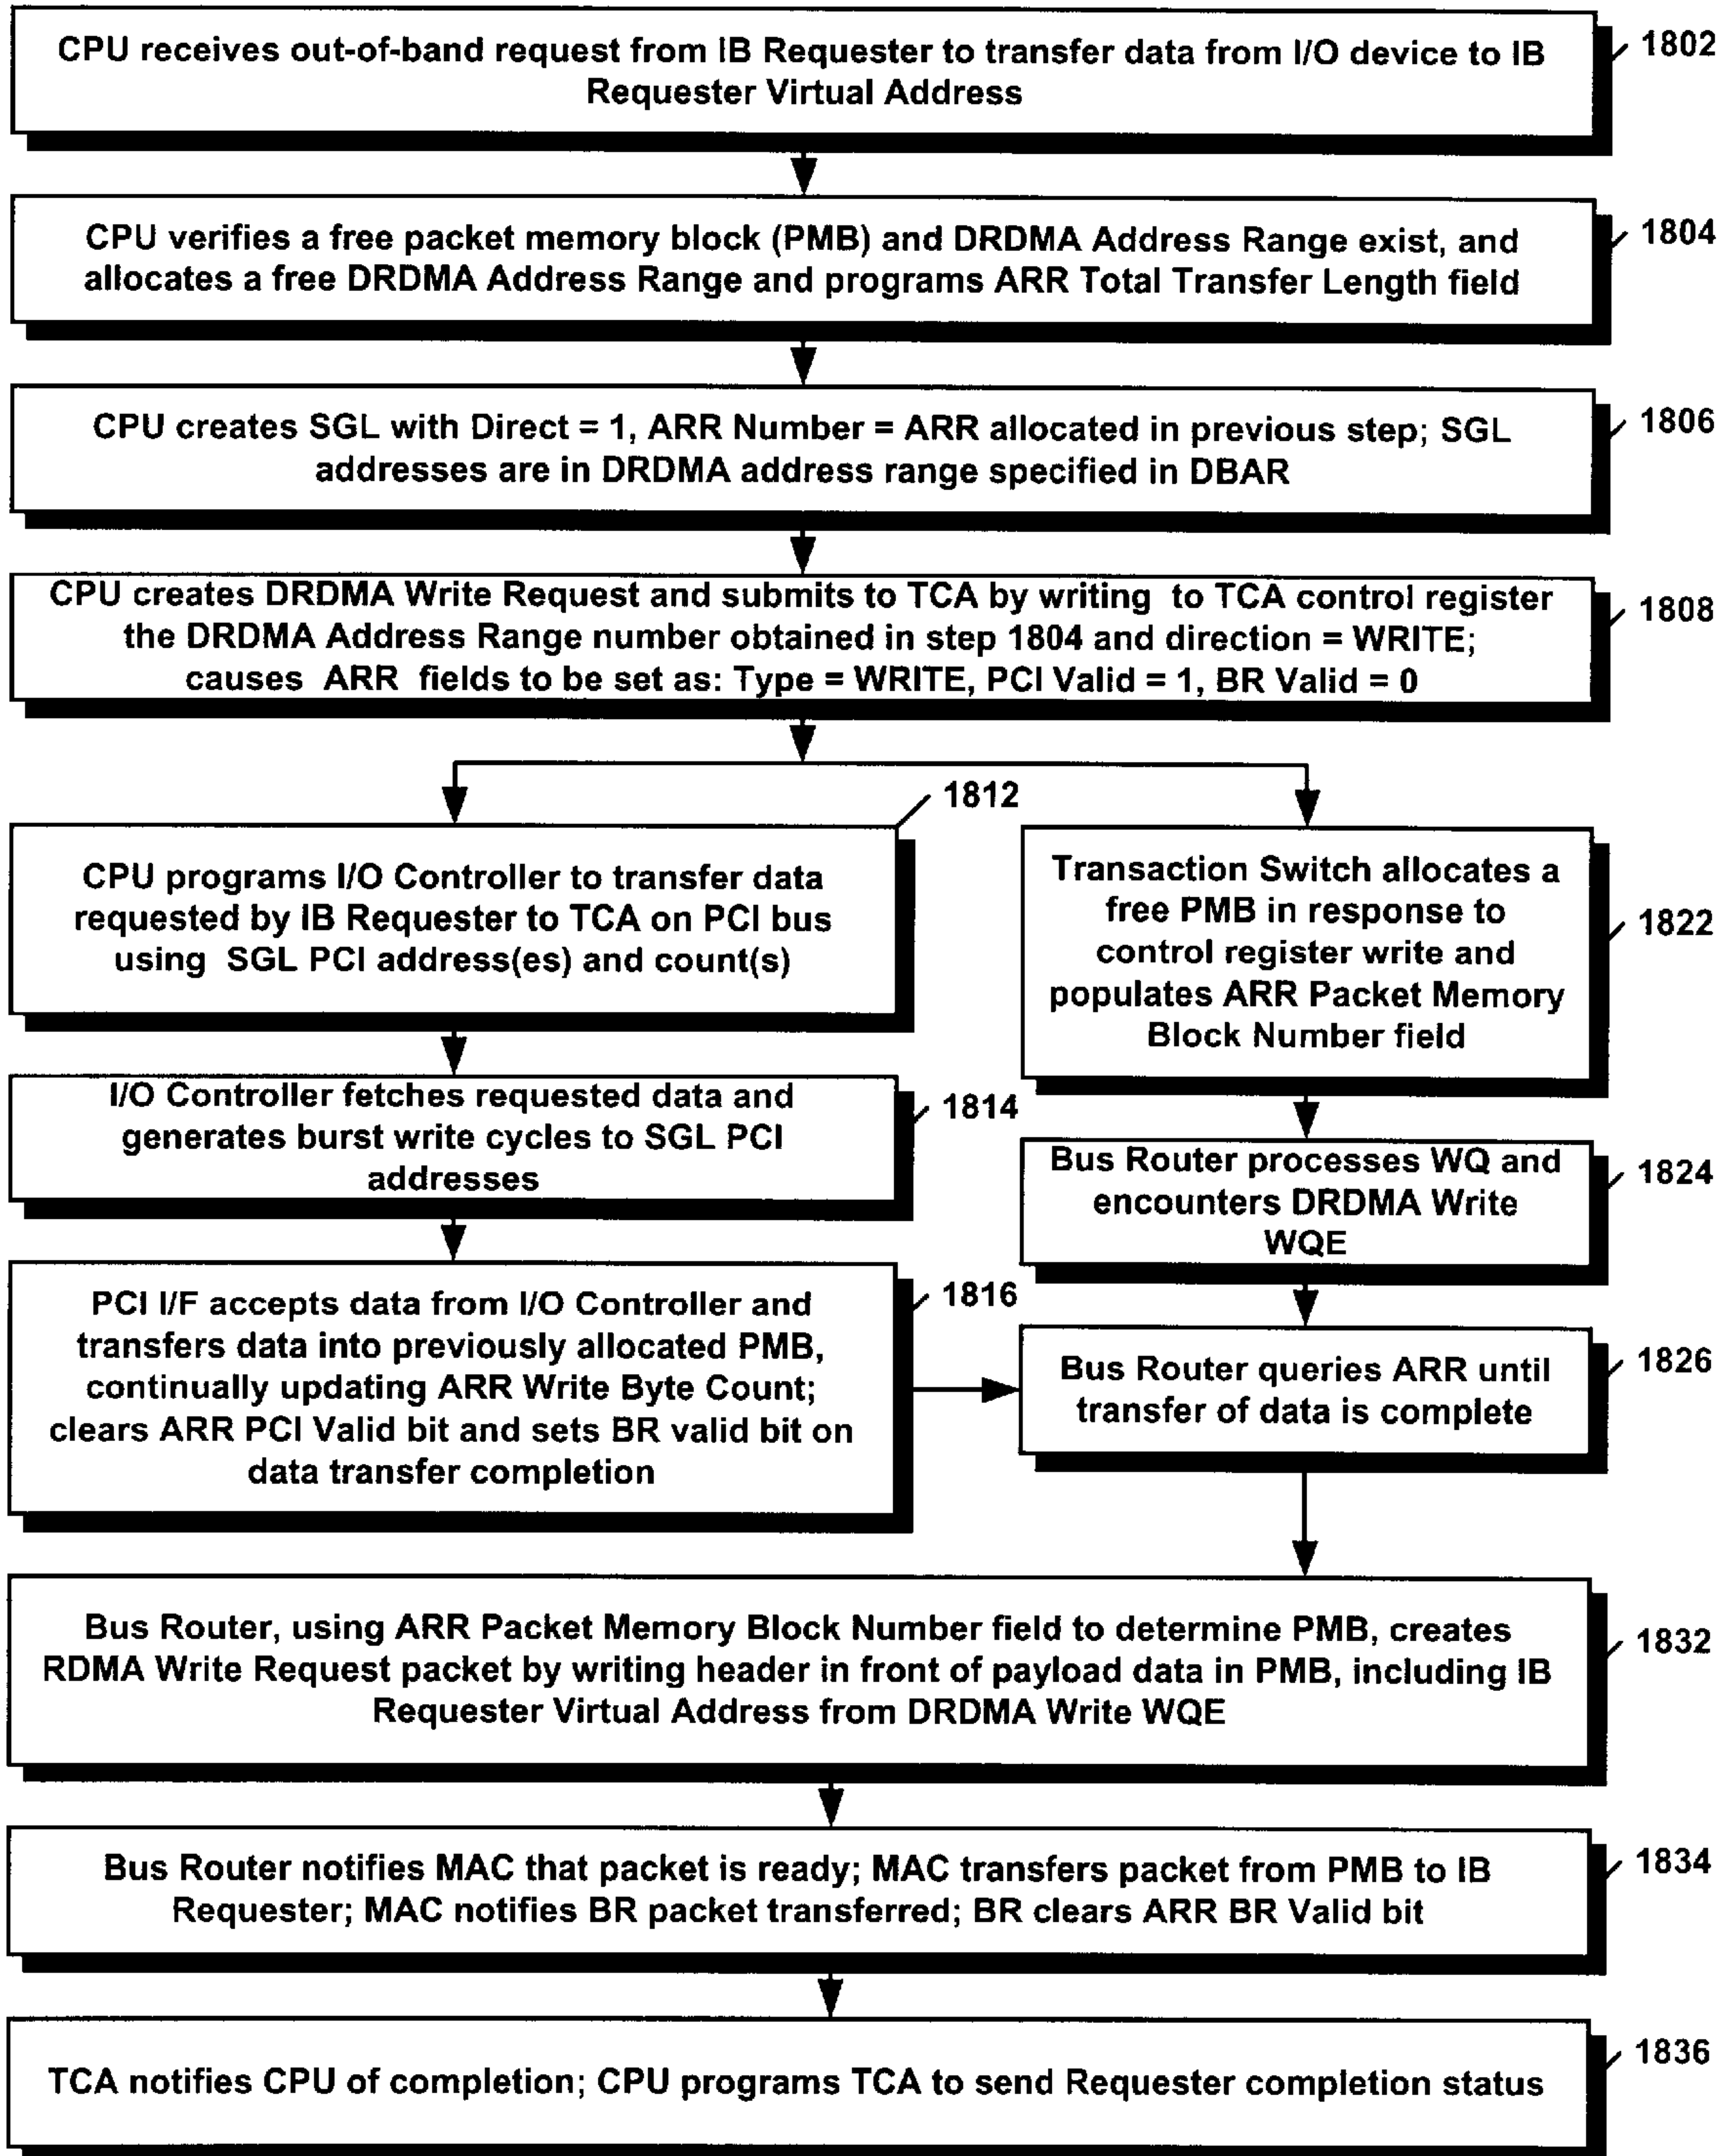 CPU receives out-of-band request from IB Requester to transfer data from I/O device to IB
Requester Virtual Address
1802
CPU verifies a free packet memory block (PMB) and DRDMA Address Range exist, and
allocates a free DRDMA Address Range and programs ARR Total Transfer Length field
1804
CPU creates SGL with Direct = 1, ARR Number = ARR allocated in previous step; SGL
addresses are in DRDMA address range specified in DBAR
1806
CPU creates DRDMA Write Request and submits to TCA by writing to TCA control register
the DRDMA Address Range number obtained in step 1804 and direction = WRITE;
causes ARR fields to be set as: Type = WRITE, PCI Valid = 1, BR Valid = 0
1808
1812
CPU programs I/O Controller to transfer data
requested by IB Requester to TCA on PCI bus
using SGL PCI address(es) and count(s)
Transaction Switch allocates a
free PMB in response to
control register write and
populates ARR Packet Memory
Block Number field
1822
I/O Controller fetches requested data and
generates burst write cycles to SGL PCI
addresses
1814
Bus Router processes WQ and
encounters DRDMA Write
WQE
1824
PCI I/F accepts data from I/O Controller and
transfers data into previously allocated PMB,
continually updating ARR Write Byte Count;
clears ARR PCI Valid bit and sets BR valid bit on
data transfer completion
1816
Bus Router queries ARR until
transfer of data is complete
1826
Bus Router, using ARR Packet Memory Block Number field to determine PMB, creates
RDMA Write Request packet by writing header in front of payload data in PMB, including IB
Requester Virtual Address from DRDMA Write WQE
1832
Bus Router notifies MAC that packet is ready; MAC transfers packet from PMB to IB
Requester; MAC notifies BR packet transferred; BR clears ARR BR Valid bit
1834
TCA notifies CPU of completion; CPU programs TCA to send Requester completion status
1836